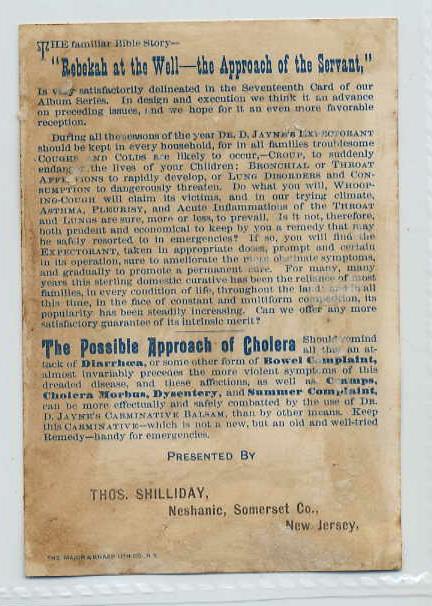 THE familiar Bible Story—
"Rebekah at the Well—the Approach of the Servant,"
Is very satisfactorily delineated in the Seventeenth Card of our
Album Series. In design and execution we think it an advance
on preceding issues, and we hope for it an even more favorable
reception.
During all the seasons of the year DR. D. JAYNE'S EXPECTORANT
should be kept in every household, for in all families troublesome
COUGHS AND COLDS are likely to occur,—CROUP, to suddenly
endanger the lives of your Children; BRONCHIAL or THROAT
AFFECTIONS to rapidly develop, or LUNG DISORDERS and CON-
SUMPTION to dangerously threaten. Do what you will, WHOOP-
ING-COUGH will claim its victims, and in our trying climate,
ASTHMA, PLEURISY, and Acute Inflammations of the THROAT
and LUNGS are sure, more or less, to prevail. Is it not, therefore,
both prudent and economical to keep by you a remedy that may
be safely resorted to in emergencies? If so, you will find the
EXPECTORANT, taken in appropriate doses, prompt and certain
in its operation, sure to ameliorate the most obstinate symptoms,
and gradually to promote a permanent cure. For many, many
years this sterling domestic curative has been the reliance of most
families, in every condition of life, throughout the land: and in all
this time, in the face of constant and multiform competition, its
popularity has been steadily increasing. Can we offer any more
satisfactory guarantee of its intrinsic merit?
The Possible Approach of Cholera Should remind
all that an at-
tack of Diarrhœa, or some other form of Bowel Complaint,
almost invariably precedes the more violent symptoms of this
dreaded disease, and these affections, as well as Cramps,
Cholera Morbus, Dysentery, and Summer Complaint,
can be more effectually and safely combatted by the use of DR.
D. JAYNE'S CARMINATIVE BALSAM, than by other means. Keep
this CARMINATIVE—which is not a new, but an old and well-tried
Remedy—handy for emergencies.
PRESENTED BY
THOS. SHILLIDAY,
Neshanic, Somerset Co.,
New Jersey.
THE MAJOR & KNAPP LITH. CO. N.Y.